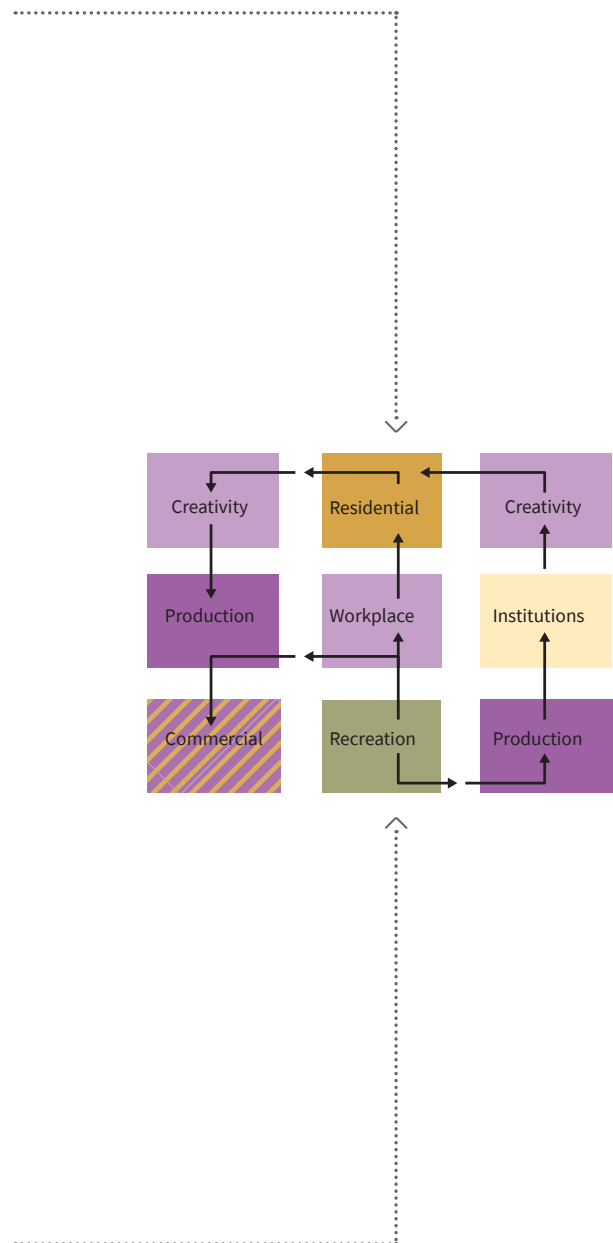 Creativity
Residential
Creativity
Production
Workplace
Institutions
Commercial
Recreation
Production